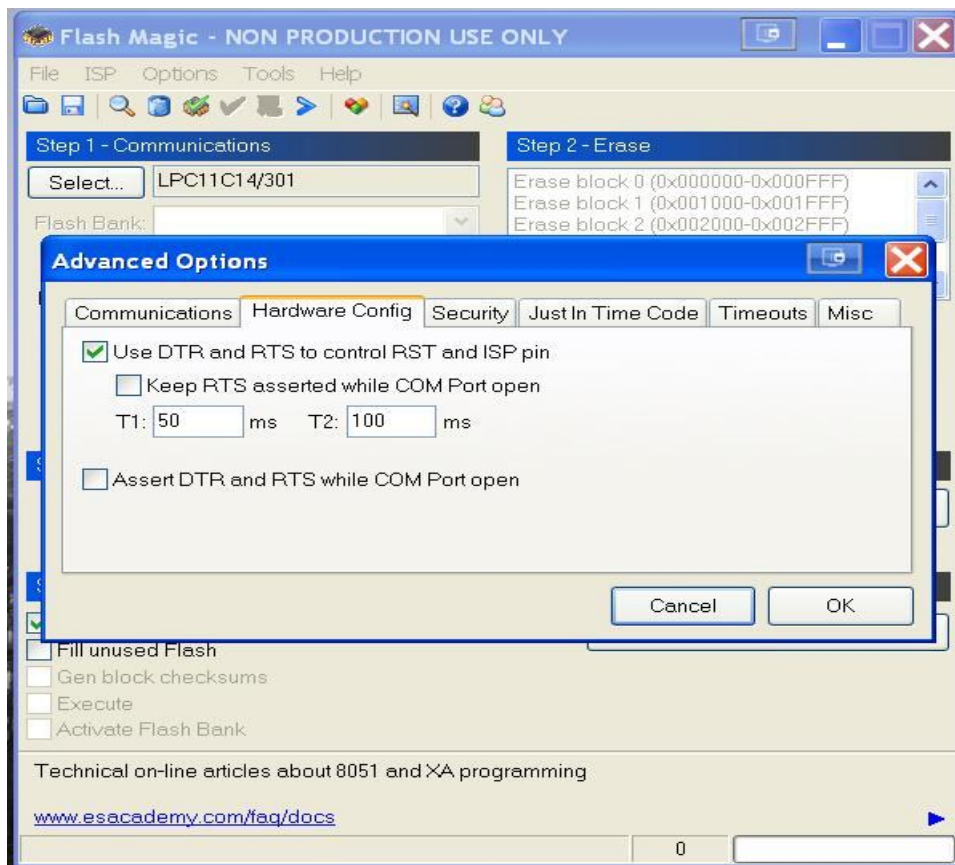 Flash Magic - NON PRODUCTION USE ONLY
File ISP Options Tools Help
Step 1 - Communications
Step 2 - Erase
Select... LPC11C14/301
Erase block 0 (0x000000-0x000FFF)
Erase block 1 (0x001000-0x001FFF)
Erase block 2 (0x002000-0x002FFF)
Flash Bank:
Advanced Options
Communications Hardware Config Security Just In Time Code Timeouts Misc
Use DTR and RTS to control RST and ISP pin
Keep RTS asserted while COM Port open
T1: 50 ms T2: 100 ms
Assert DTR and RTS while COM Port open
Cancel OK
Fill unused Flash
Gen block checksums
Execute
Activate Flash Bank
Technical on-line articles about 8051 and XA programming
www.esacademy.com/faq/docs
0